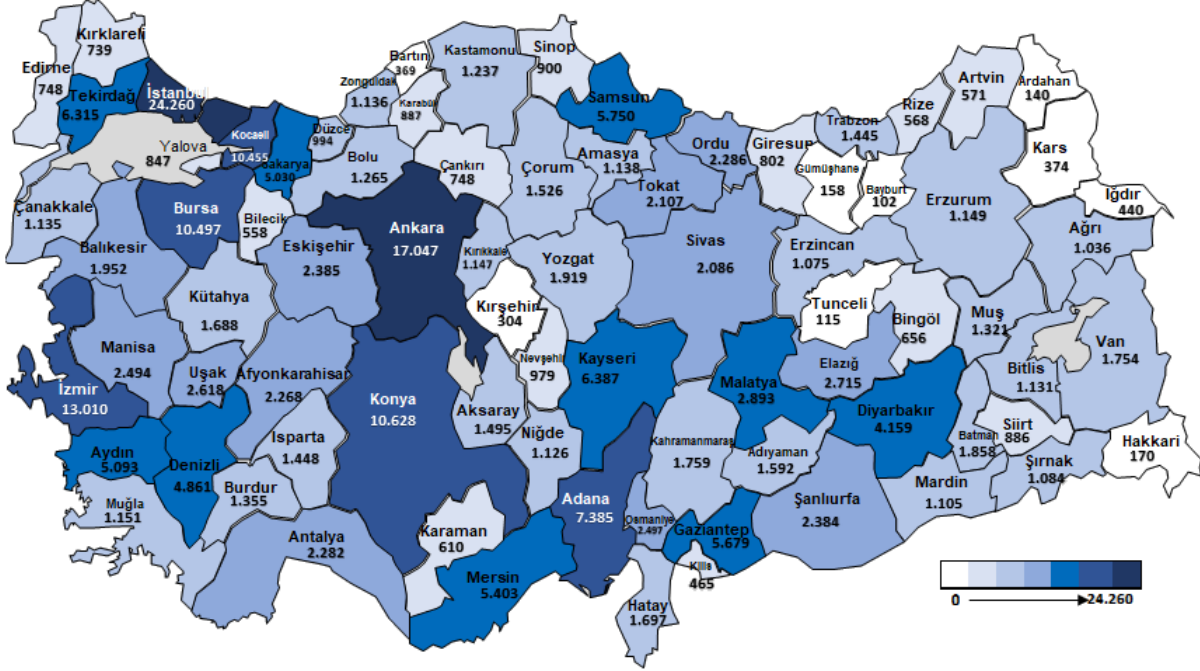 Kırklareli
739
Edirne
748
Tekirdağ
6.315
İstanbul
24.260
Kocaeli
10.455
Yalova
847
Sakarya
5.030
Düzce
994
Zonguldak
1.136
Bartın
369
Karabük
887
Kastamonu
1.237
Sinop
900
Samsun
5.750
Bolu
1.265
Çankırı
748
Çorum
1.526
Amasya
1.138
Tokat
2.107
Ordu
2.286
Giresun
802
Gümüşhane
158
Trabzon
1.445
Bayburt
102
Rize
568
Artvin
571
Ardahan
140
Kars
374
Iğdır
440
Ağrı
1.036
Erzurum
1.149
Erzincan
1.075
Çanakkale
1.135
Balıkesir
1.952
Bursa
10.497
Bilecik
558
Eskişehir
2.385
Ankara
17.047
Kırıkkale
1.147
Yozgat
1.919
Sivas
2.086
Kırşehir
304
Kütahya
1.688
Manisa
2.494
Uşak
2.618
Afyonkarahisar
2.268
İzmir
13.010
Aydın
5.093
Denizli
4.861
Muğla
1.151
Burdur
1.355
Isparta
1.448
Antalya
2.282
Konya
10.628
Aksaray
1.495
Nevşehir
979
Niğde
1.126
Kayseri
6.387
Karaman
610
Mersin
5.403
Adana
7.385
Osmaniye
2.497
Hatay
1.697
Kilis
465
Gaziantep
5.679
Kahramanmaraş
1.759
Adıyaman
1.592
Malatya
2.893
Elazığ
2.715
Tunceli
115
Bingöl
656
Muş
1.321
Bitlis
1.131
Van
1.754
Diyarbakır
4.159
Batman
1.858
Siirt
886
Şırnak
1.084
Hakkari
170
Mardin
1.105
Şanlıurfa
2.384
0 24.260